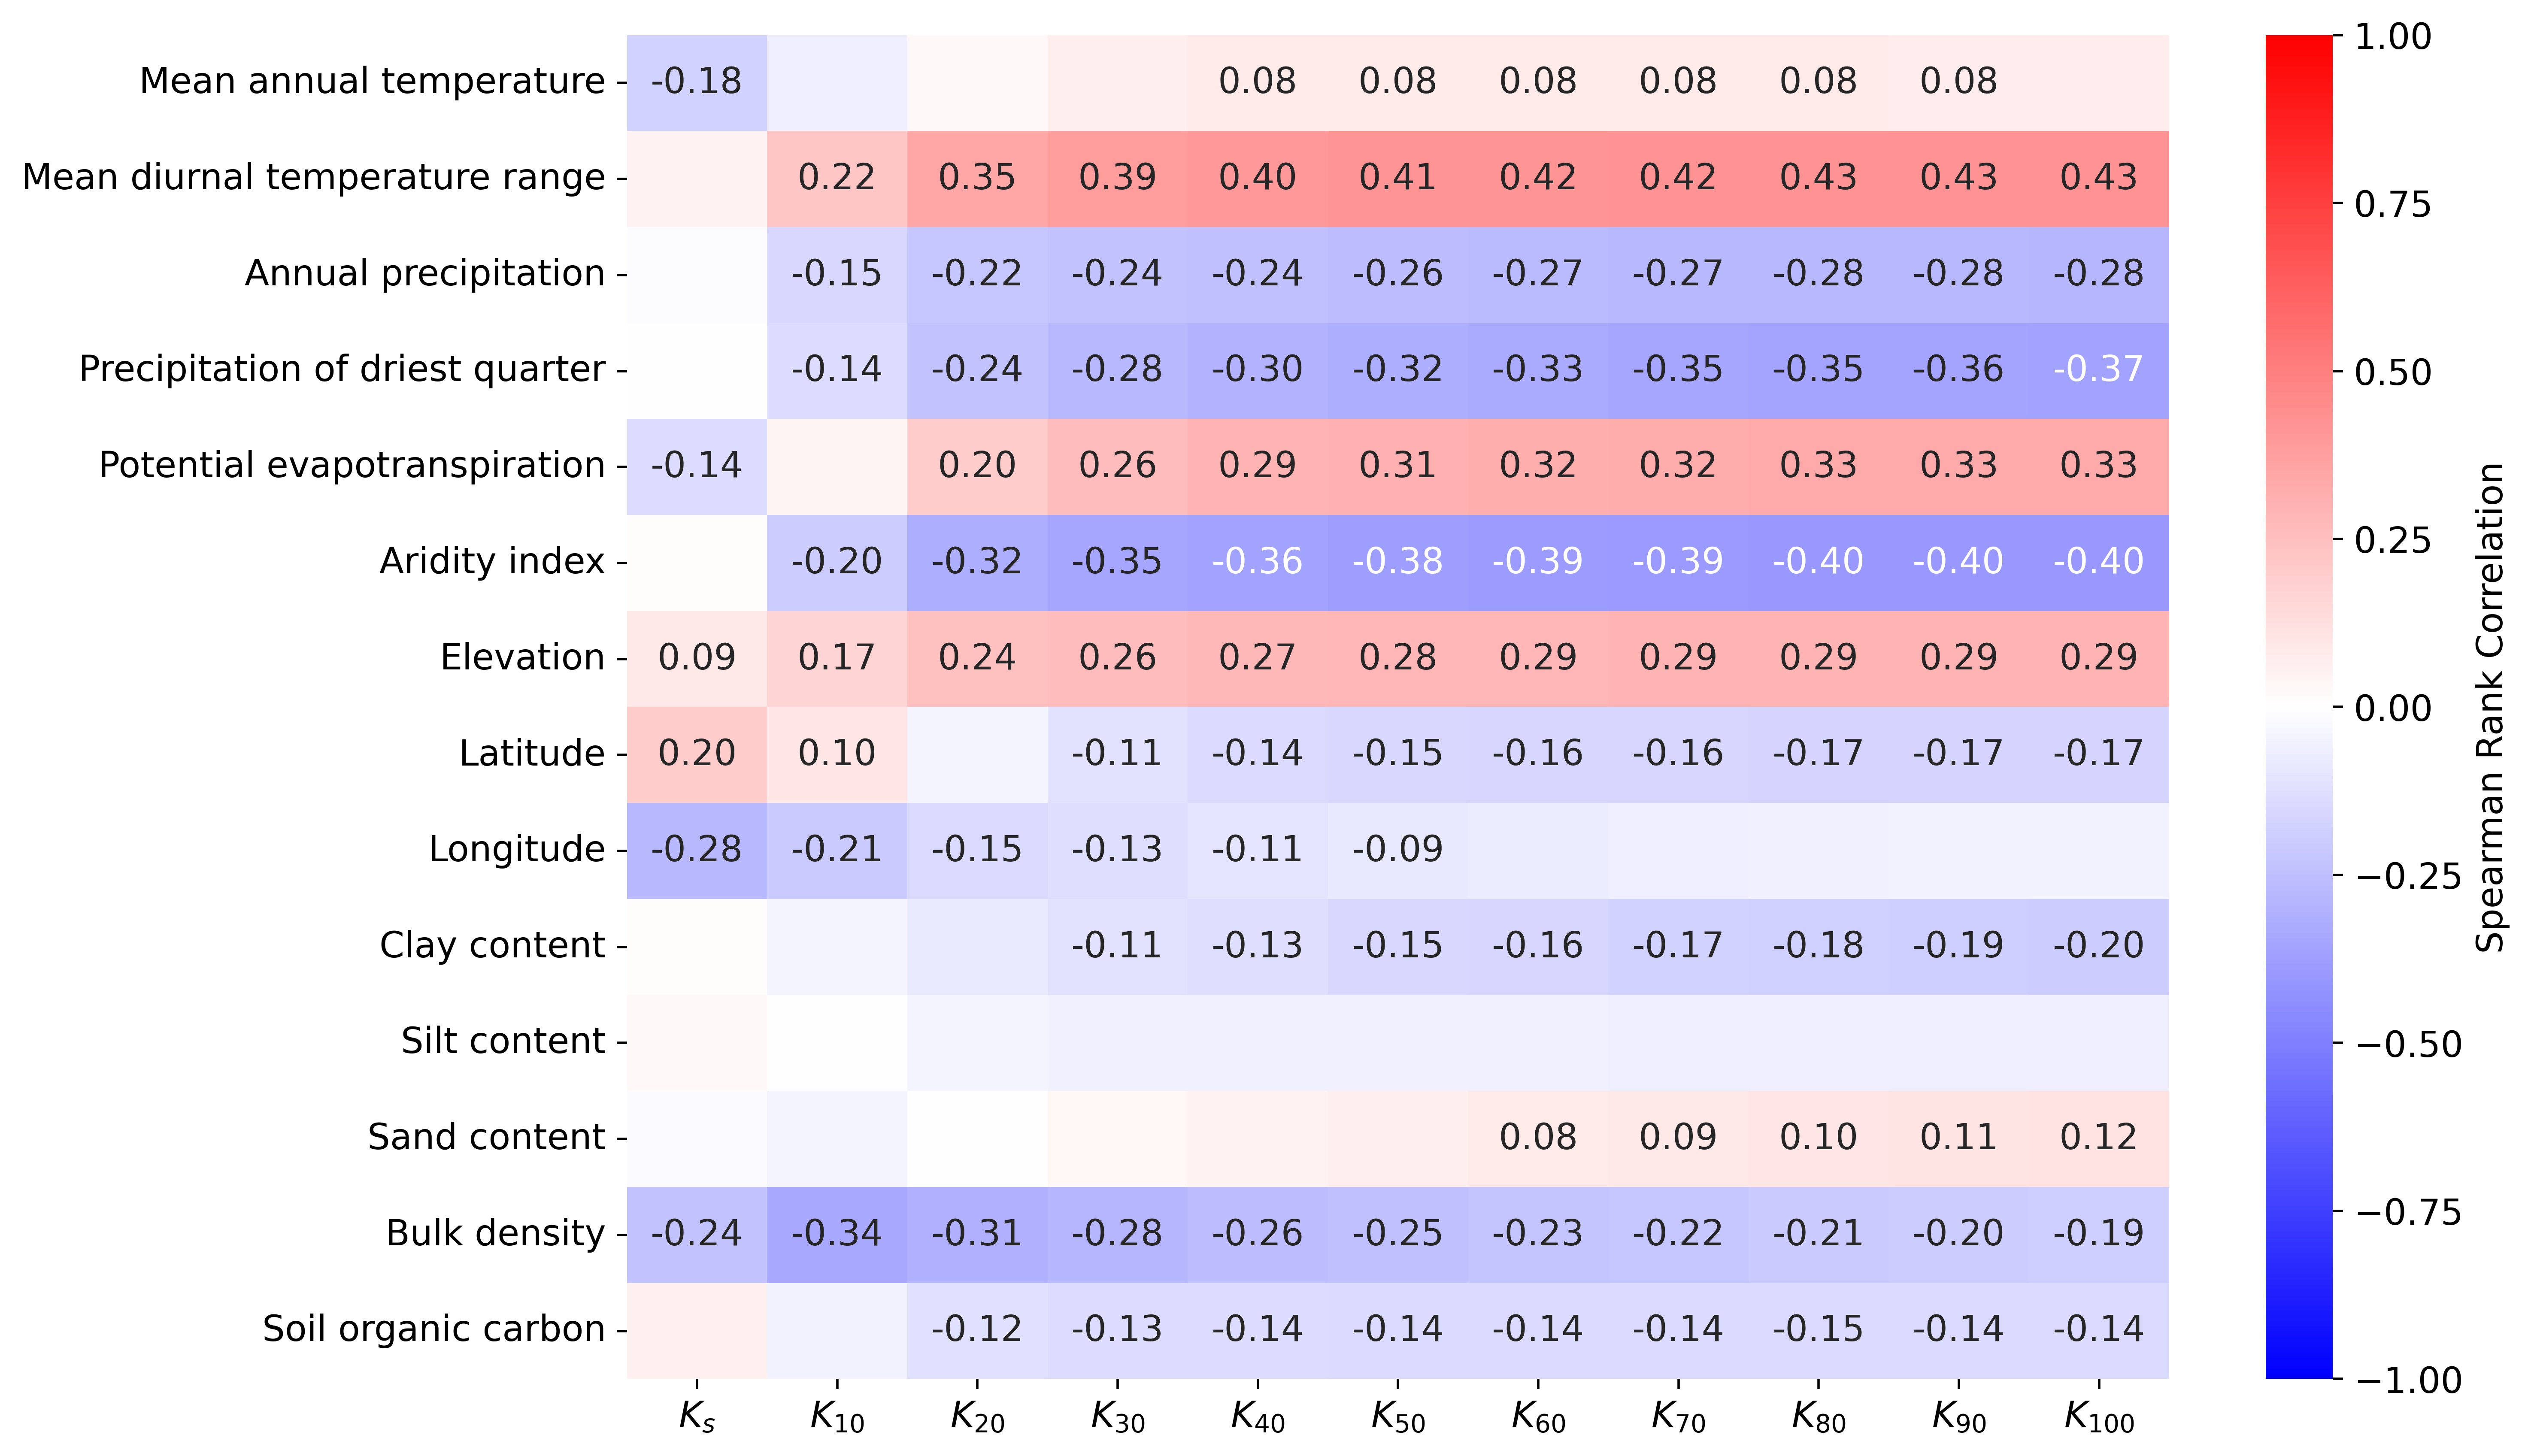 Mean annual temperature -0.18 0.08 0.08 0.08 0.08 0.08 0.08
Mean diurnal temperature range 0.22 0.35 0.39 0.40 0.41 0.42 0.42 0.43 0.43 0.43
Annual precipitation -0.15 -0.22 -0.24 -0.24 -0.26 -0.27 -0.27 -0.28 -0.28 -0.28
Precipitation of driest quarter -0.14 -0.24 -0.28 -0.30 -0.32 -0.33 -0.35 -0.35 -0.36 -0.37
Potential evapotranspiration -0.14 0.20 0.26 0.29 0.31 0.32 0.32 0.33 0.33 0.33
Aridity index -0.20 -0.32 -0.35 -0.36 -0.38 -0.39 -0.39 -0.40 -0.40 -0.40
Elevation 0.09 0.17 0.24 0.26 0.27 0.28 0.29 0.29 0.29 0.29 0.29
Latitude 0.20 0.10 -0.11 -0.14 -0.15 -0.16 -0.16 -0.17 -0.17 -0.17
Longitude -0.28 -0.21 -0.15 -0.13 -0.11 -0.09
Clay content -0.11 -0.13 -0.15 -0.16 -0.17 -0.18 -0.19 -0.20
Silt content
Sand content 0.08 0.09 0.10 0.11 0.12
Bulk density -0.24 -0.34 -0.31 -0.28 -0.26 -0.25 -0.23 -0.22 -0.21 -0.20 -0.19
Soil organic carbon -0.12 -0.13 -0.14 -0.14 -0.14 -0.14 -0.15 -0.14 -0.14
K_s K_10 K_20 K_30 K_40 K_50 K_60 K_70 K_80 K_90 K_100
1.00
0.75
0.50
0.25
0.00
−0.25
−0.50
−0.75
−1.00
Spearman Rank Correlation